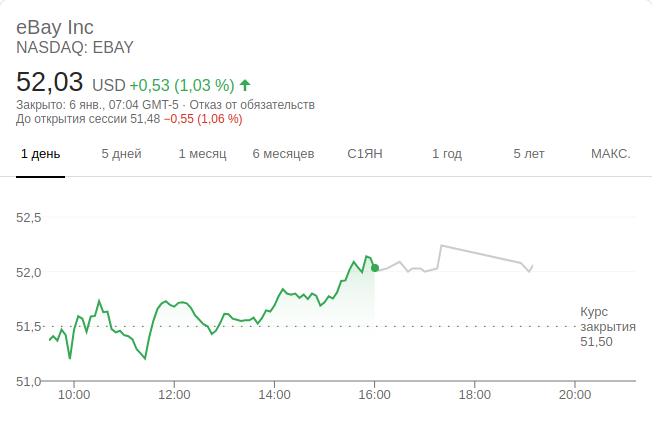 eBay Inc
NASDAQ: EBAY
52,03 USD +0,53 (1,03 %)
Закрыто: 6 янв., 07:04 GMT-5 · Отказ от обязательств
До открытия сессии 51,48 −0,55 (1,06 %)
1 день 5 дней 1 месяц 6 месяцев С1ЯН 1 год 5 лет МАКС.
52,5
52,0
51,5
51,0
Курс
закрытия
51,50
10:00 12:00 14:00 16:00 18:00 20:00